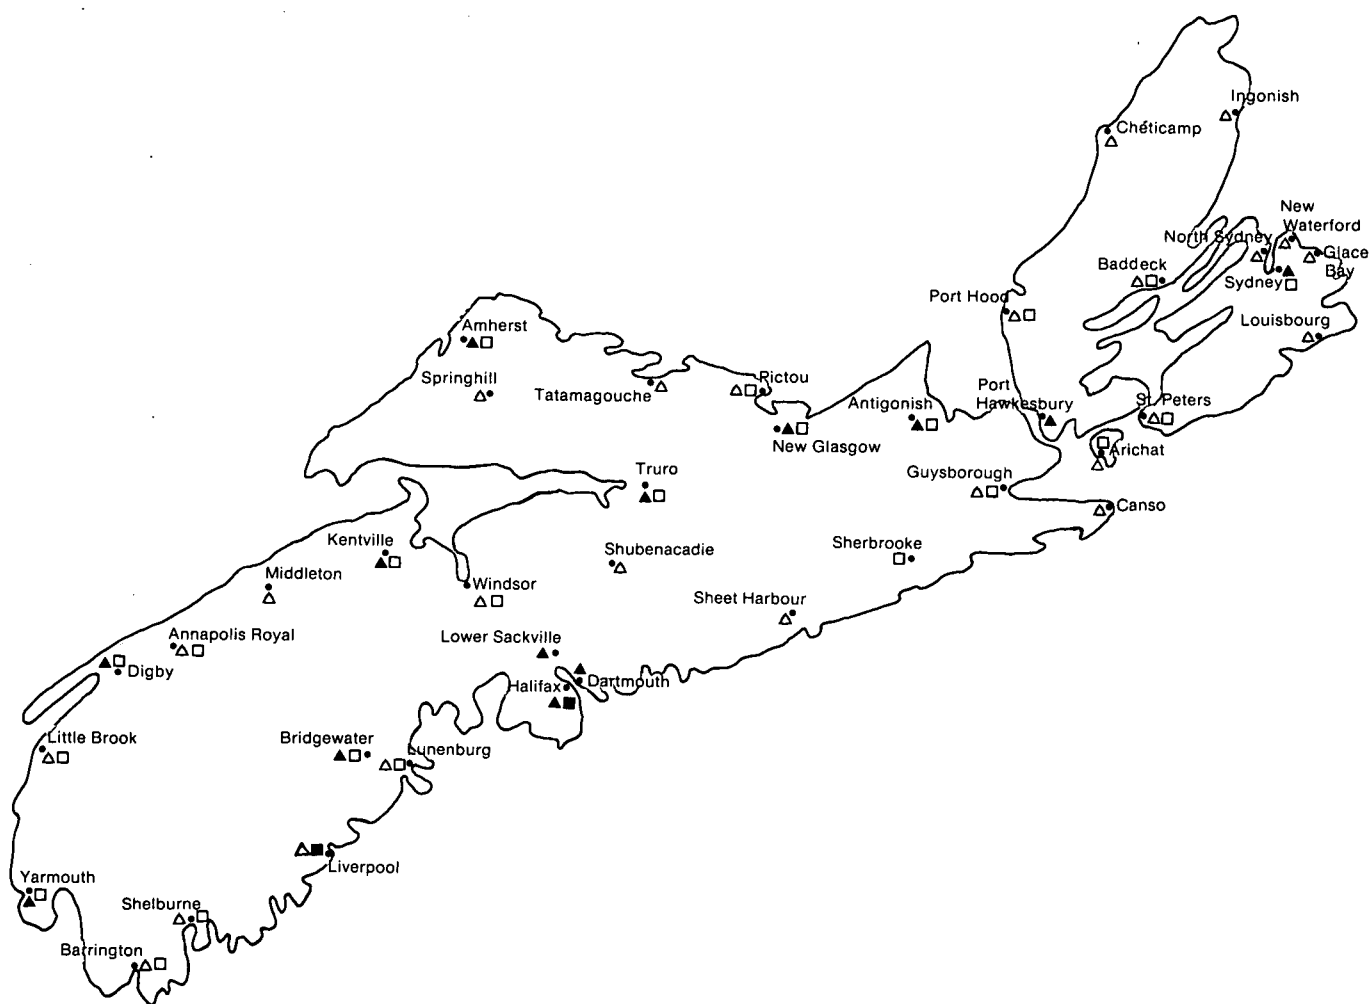 Ingonish
Chéticamp
New
Waterford
North Sydney
Glace
Bay
Baddeck
Sydney
Port Hood
Louisbourg
Amherst
Springhill
Tatamagouche
Pictou
Port
Hawkesbury
Antigonish
St. Peters
New Glasgow
Arichat
Truro
Guysborough
Canso
Kentville
Shubenacadie
Sherbrooke
Middleton
Windsor
Sheet Harbour
Annapolis Royal
Lower Sackville
Digby
Dartmouth
Halifax
Little Brook
Bridgewater
Lunenburg
Liverpool
Yarmouth
Shelburne
Barrington